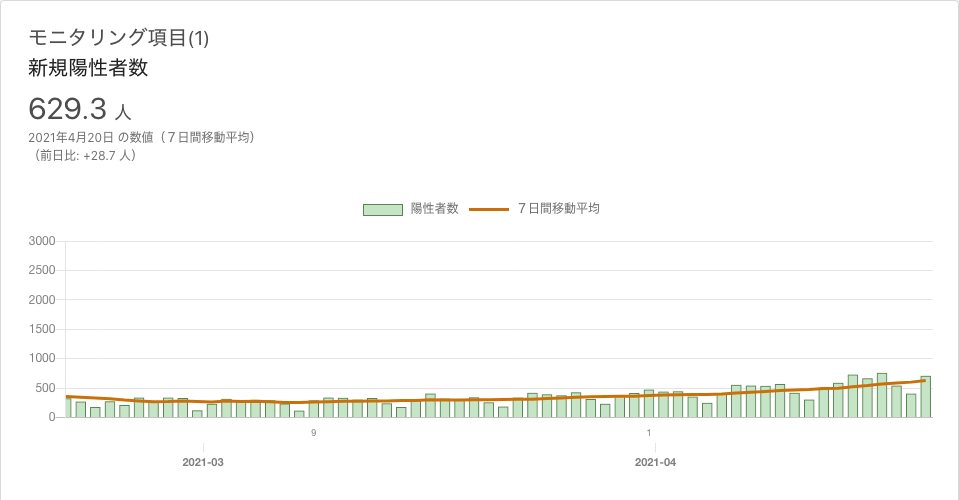 モニタリング項目(1)
新規陽性者数
629.3 人
2021年4月20日 の数値（７日間移動平均）
（前日比: +28.7 人）
陽性者数 ７日間移動平均
3000
2500
2000
1500
1000
500
0
9 1
2021-03 2021-04